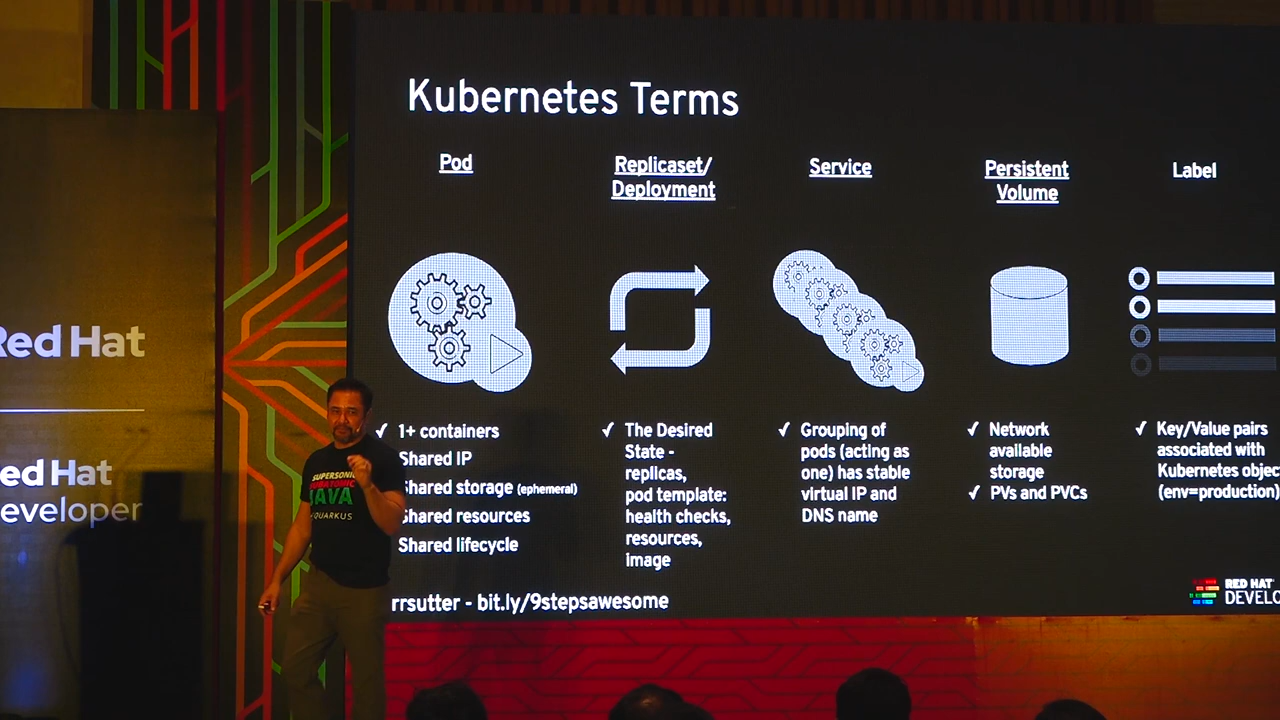 Kubernetes Terms
Pod
Replicaset/
Deployment
Service
Persistent
Volume
Label
✓ 1+ containers
Shared IP
Shared storage (ephemeral)
Shared resources
Shared lifecycle
✓ The Desired
State -
replicas,
pod template:
health checks,
resources,
image
✓ Grouping of
pods (acting as
one) has stable
virtual IP and
DNS name
✓ Network
available
storage
✓ PVs and PVCs
✓ Key/Value pairs
associated with
Kubernetes objec
(env=production)
rrsutter - bit.ly/9stepsawesome
RED HAT
DEVELO
Red Hat
ed Hat
eveloper
SUPERSONIC
SUBATOMIC
JAVA
QUARKUS